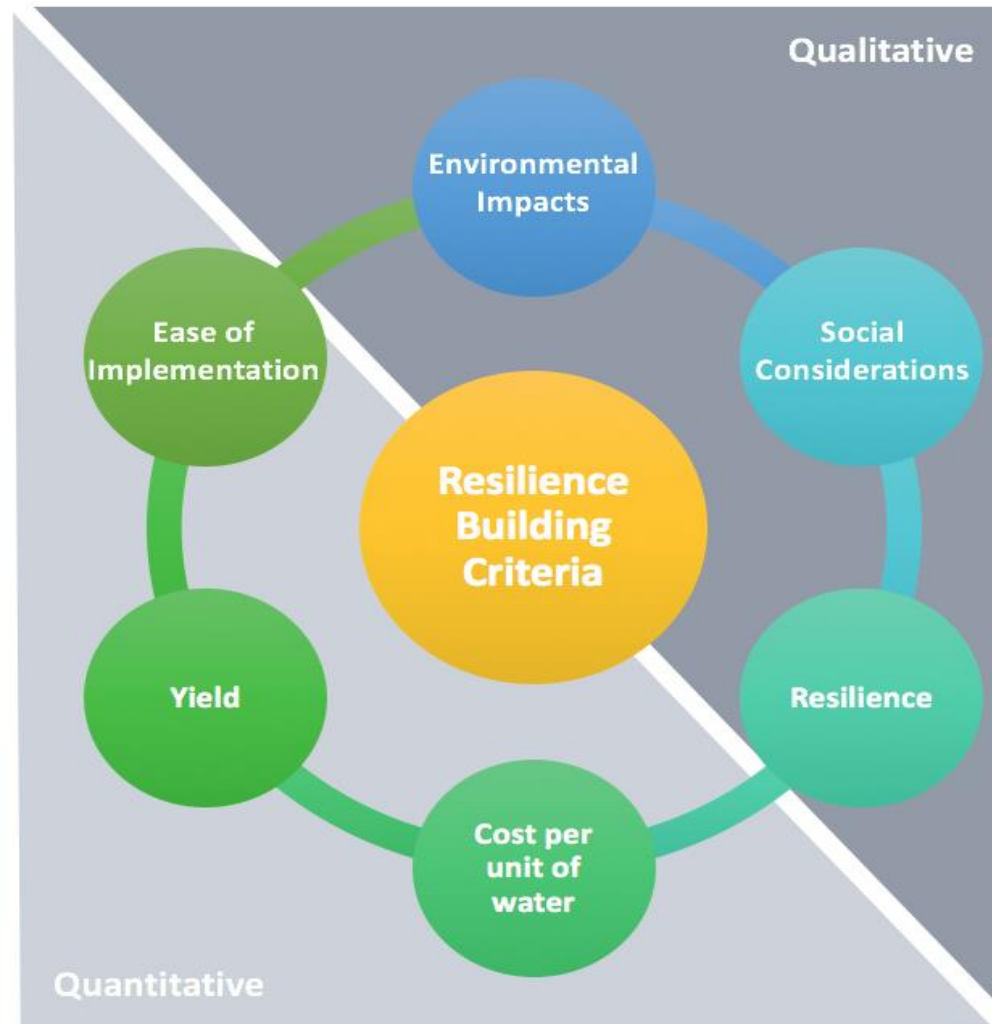 Qualitative
Environmental
Impacts
Ease of
Implementation
Social
Considerations
Resilience
Building
Criteria
Yield
Resilience
Cost per
unit of
water
Quantitative